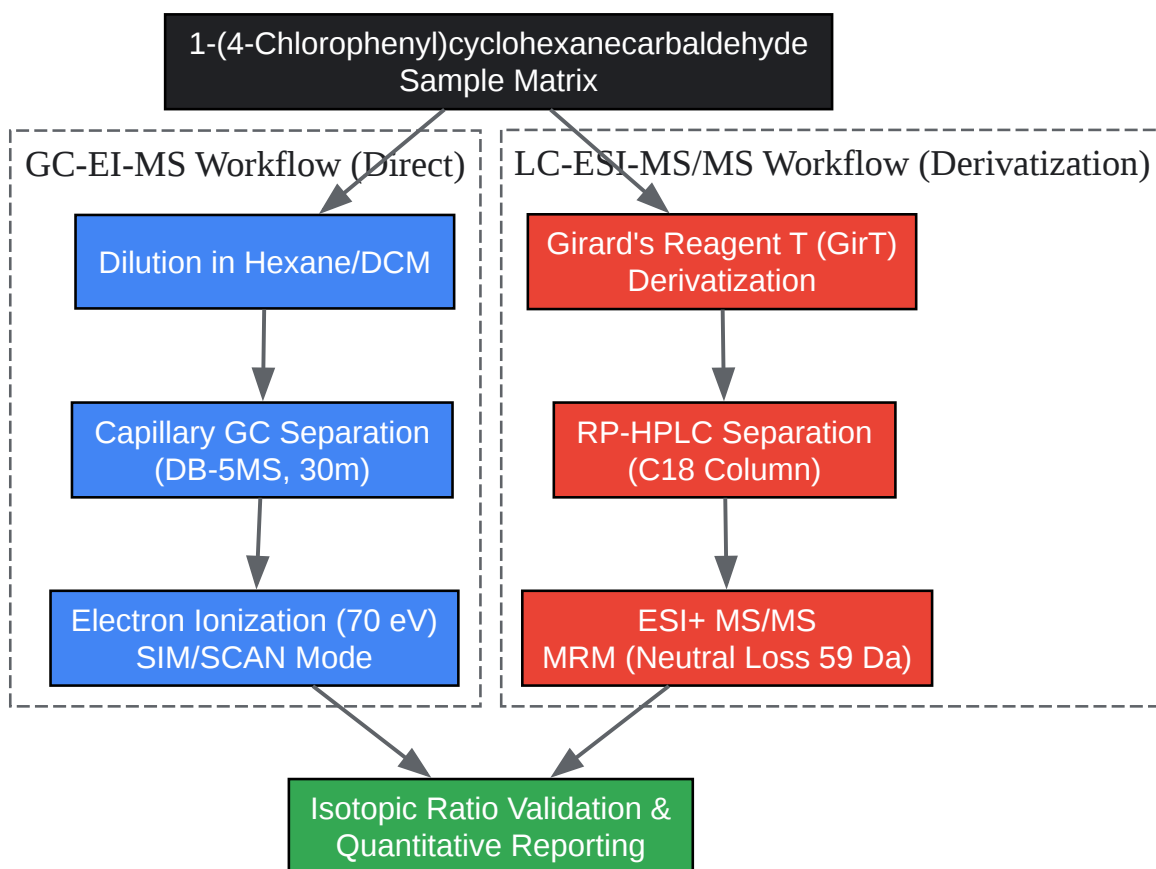 1-(4-Chlorophenyl)cyclohexanecarbaldehyde
Sample Matrix
GC-EI-MS Workflow (Direct)
Dilution in Hexane/DCM
Capillary GC Separation
(DB-5MS, 30m)
Electron Ionization (70 eV)
SIM/SCAN Mode
LC-ESI-MS/MS Workflow (Derivatization)
Girard's Reagent T (GirT)
Derivatization
RP-HPLC Separation
(C18 Column)
ESI+ MS/MS
MRM (Neutral Loss 59 Da)
Isotopic Ratio Validation &
Quantitative Reporting